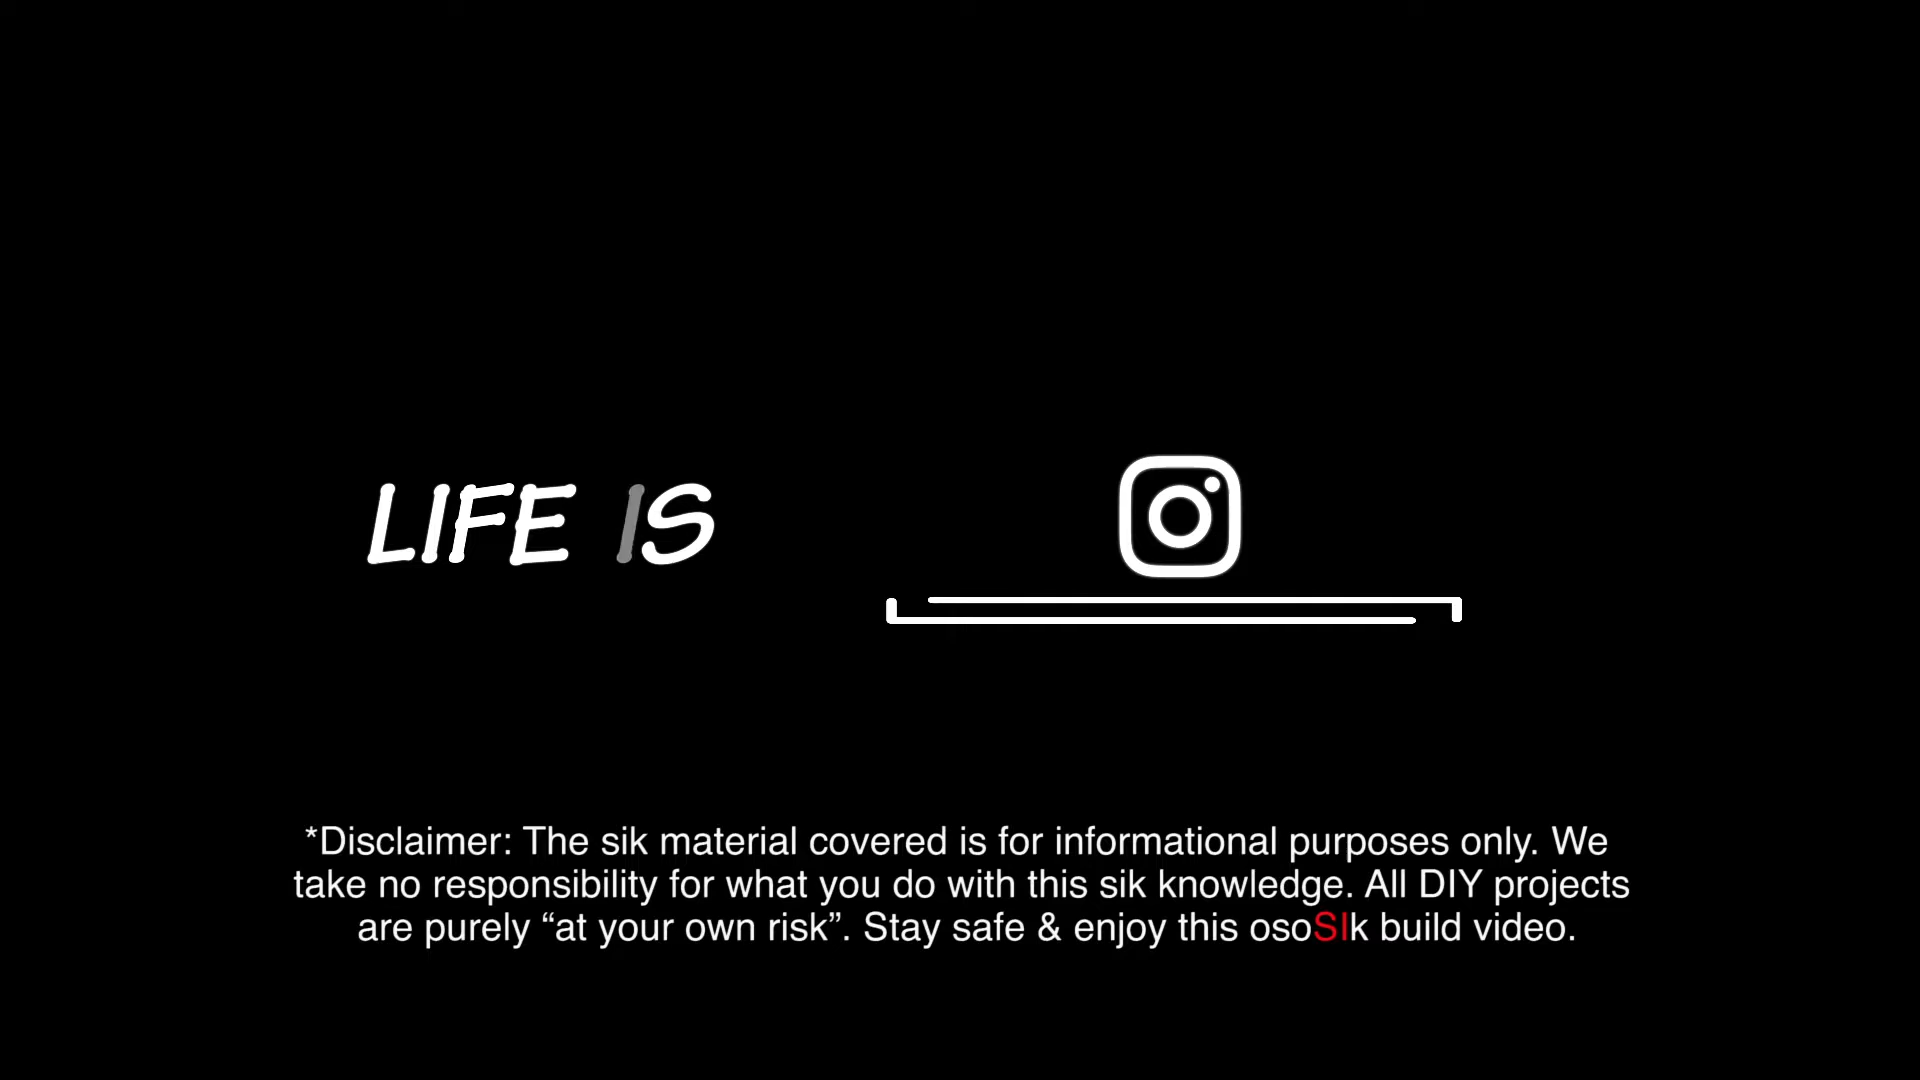 LIFE IS
*Disclaimer: The sik material covered is for informational purposes only. We
take no responsibility for what you do with this sik knowledge. All DIY projects
are purely “at your own risk”. Stay safe & enjoy this osoSIk build video.